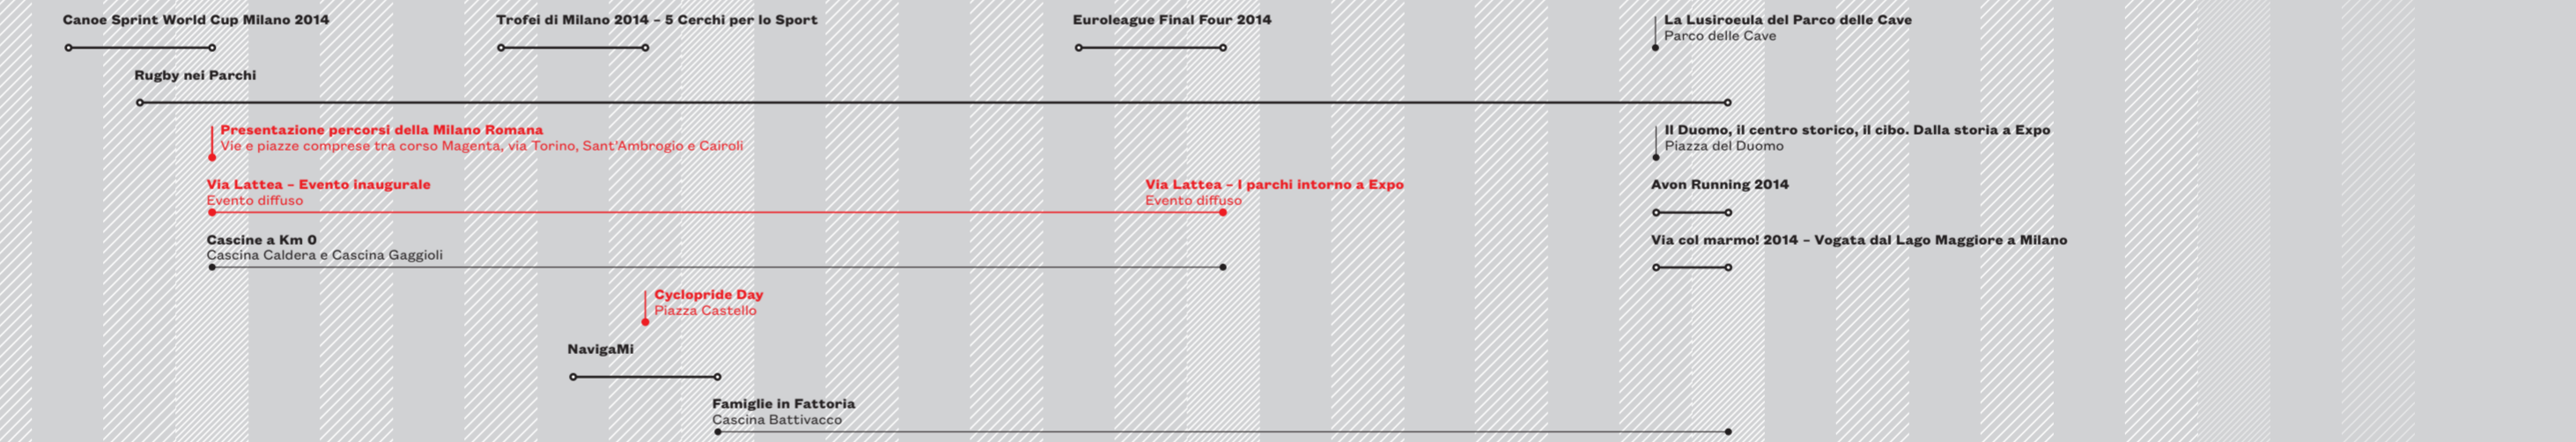 Canoe Sprint World Cup Milano 2014
Trofei di Milano 2014 – 5 Cerchi per lo Sport
Euroleague Final Four 2014
La Lusiroeula del Parco delle Cave
Parco delle Cave
Rugby nei Parchi
Presentazione percorsi della Milano Romana
Vie e piazze comprese tra corso Magenta, via Torino, Sant'Ambrogio e Cairoli
Il Duomo, il centro storico, il cibo. Dalla storia a Expo
Piazza del Duomo
Via Lattea – Evento inaugurale
Evento diffuso
Via Lattea – I parchi intorno a Expo
Evento diffuso
Avon Running 2014
Cascine a Km 0
Cascina Caldera e Cascina Gaggioli
Via col marmo! 2014 – Vogata dal Lago Maggiore a Milano
Cyclopride Day
Piazza Castello
NavigaMi
Famiglie in Fattoria
Cascina Battivacco